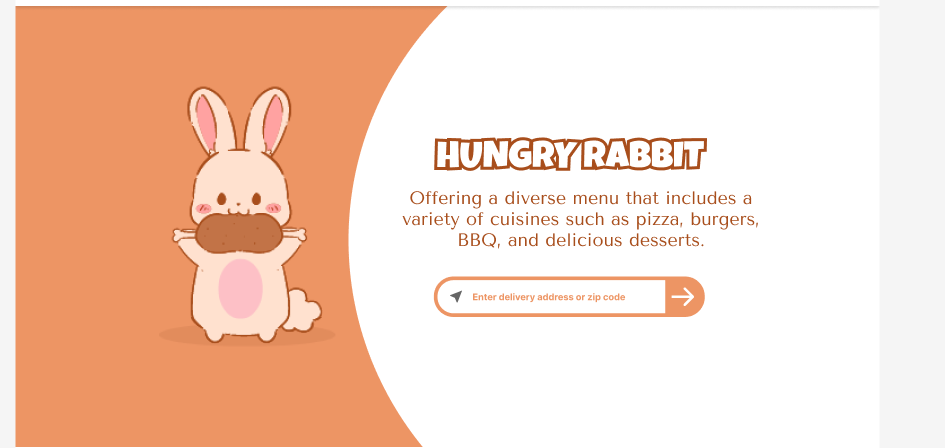 HUNGRY RABBIT
Offering a diverse menu that includes a
variety of cuisines such as pizza, burgers,
BBQ, and delicious desserts.
Enter delivery address or zip code